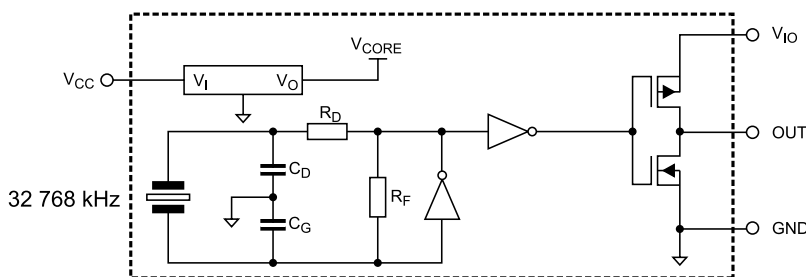 V_IO
V_CORE
V_CC
V_I
V_O
R_D
OUT
C_D
32 768 kHz
R_F
C_G
GND